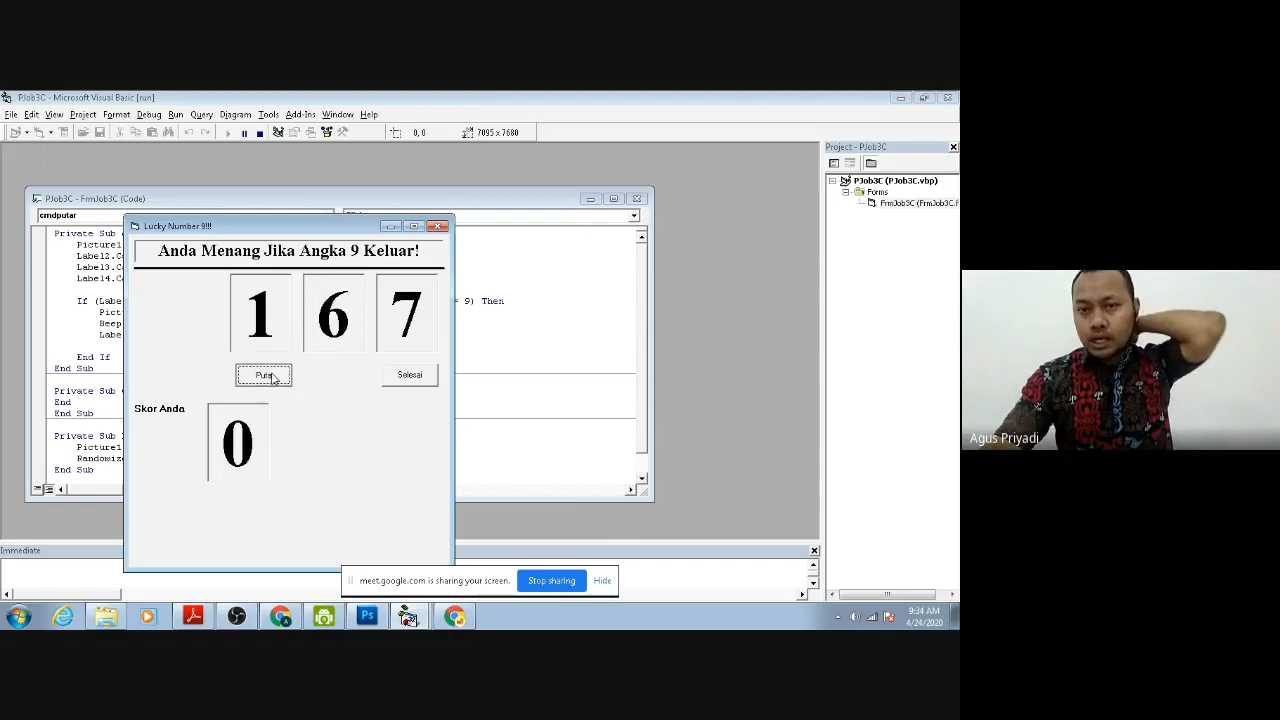 PJob3C - Microsoft Visual Basic [run]
File Edit View Project Format Debug Run Query Diagram Tools Add-Ins Window Help
0, 0 7095 x 7680
Project - PJob3C
PJob3C (PJob3C.vbp)
Forms
FrmJob3C (FrmJob3C.f
PJob3C - FrmJob3C (Code)
cmdputar
Private Sub
Picture1
Label2.C
Label3.C
Label4.C
If (Labe
= 9) Then
Pict
Beep
Labe
End If
End Sub
Private Sub
End
End Sub
Private Sub
Picture1
Randomiz
End Sub
Lucky Number 9!!!
Anda Menang Jika Angka 9 Keluar!
1 6 7
Selesai
Skor Anda
0
Immediate
meet.google.com is sharing your screen. Stop sharing Hide
Ps
9:34 AM
4/24/2020
Agus Priyadi